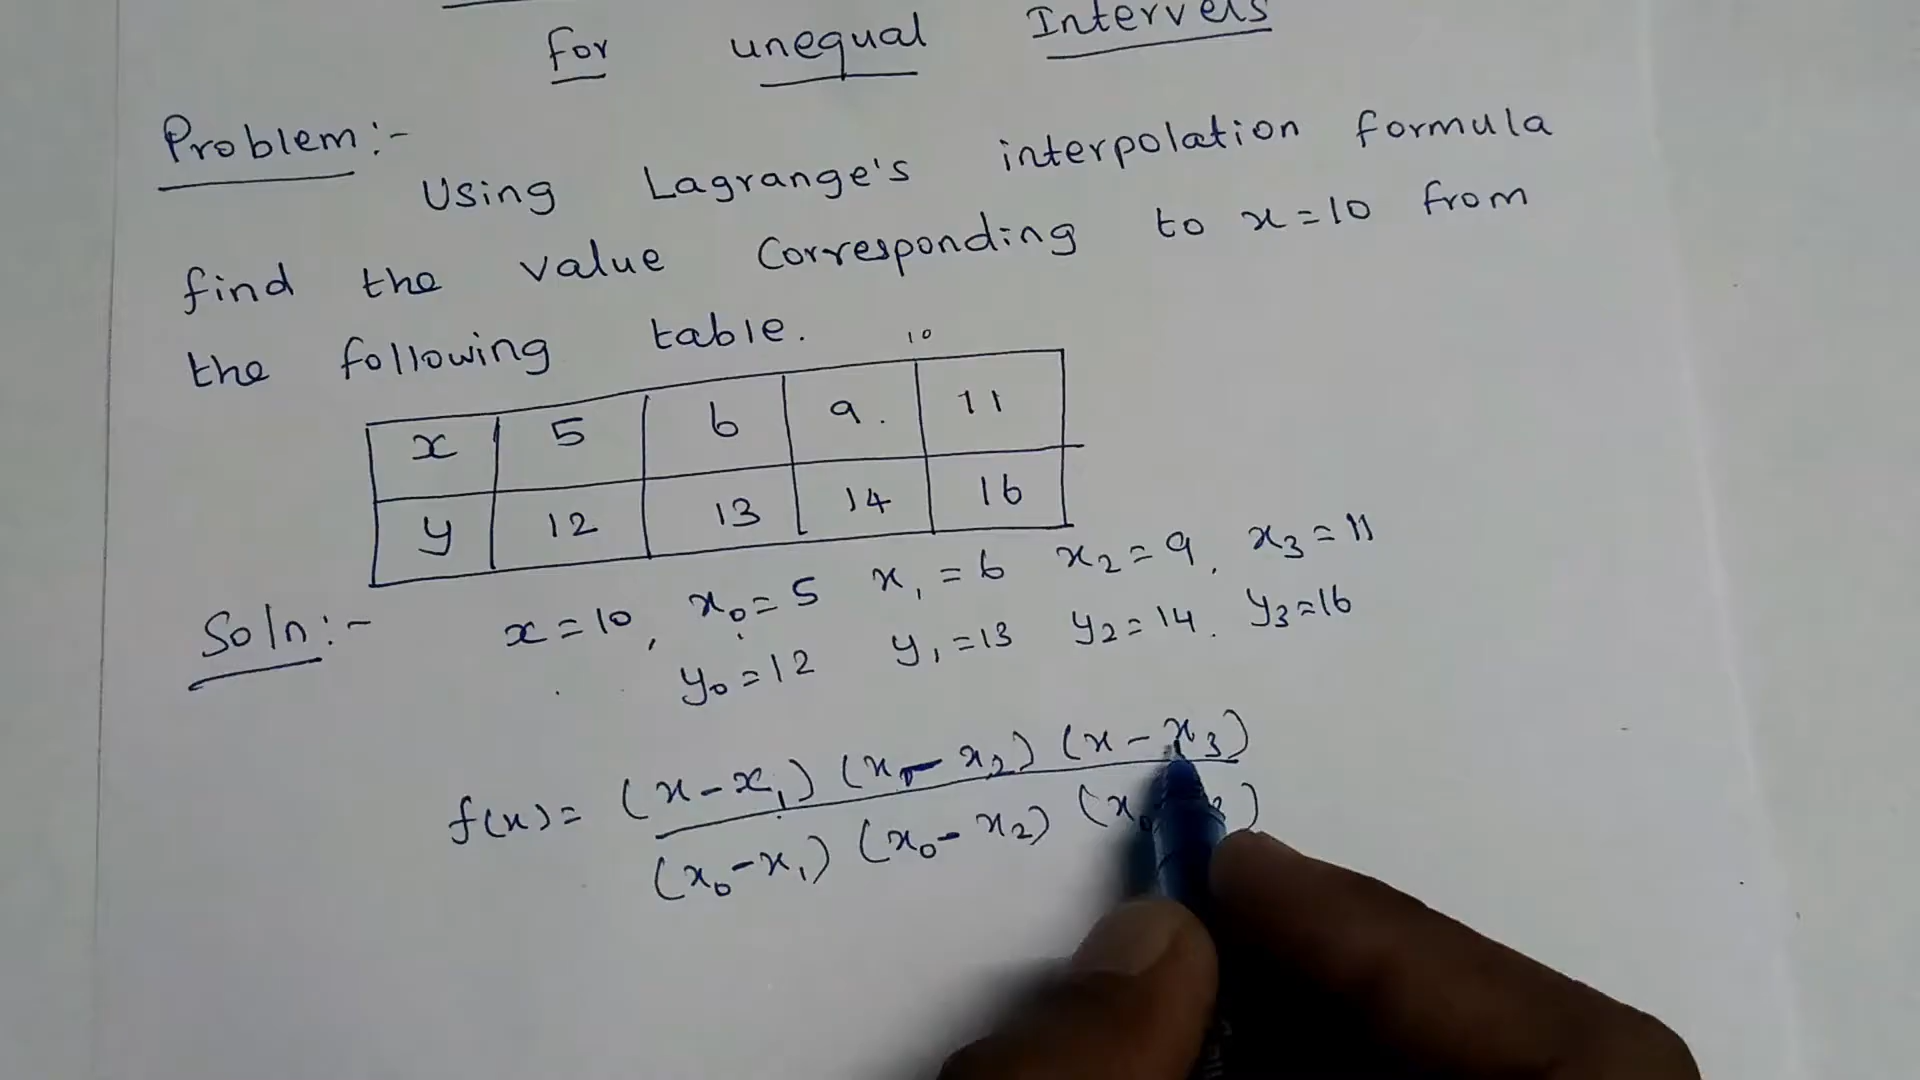 For unequal Intervels
Problem:-
Using Lagrange's interpolation formula
find the value Corresponding to x=10 from
the following table.
10
x 5 6 9. 11
y 12 13 14 16
Soln:- x=10, x₀=5 x₁=6 x₂=9, x₃=11
y₀=12 y₁=13 y₂=14. y₃=16
f(x)= (x-x₁) (x-x₂) (x-x₃)
(x₀-x₁) (x₀-x₂) (x₀